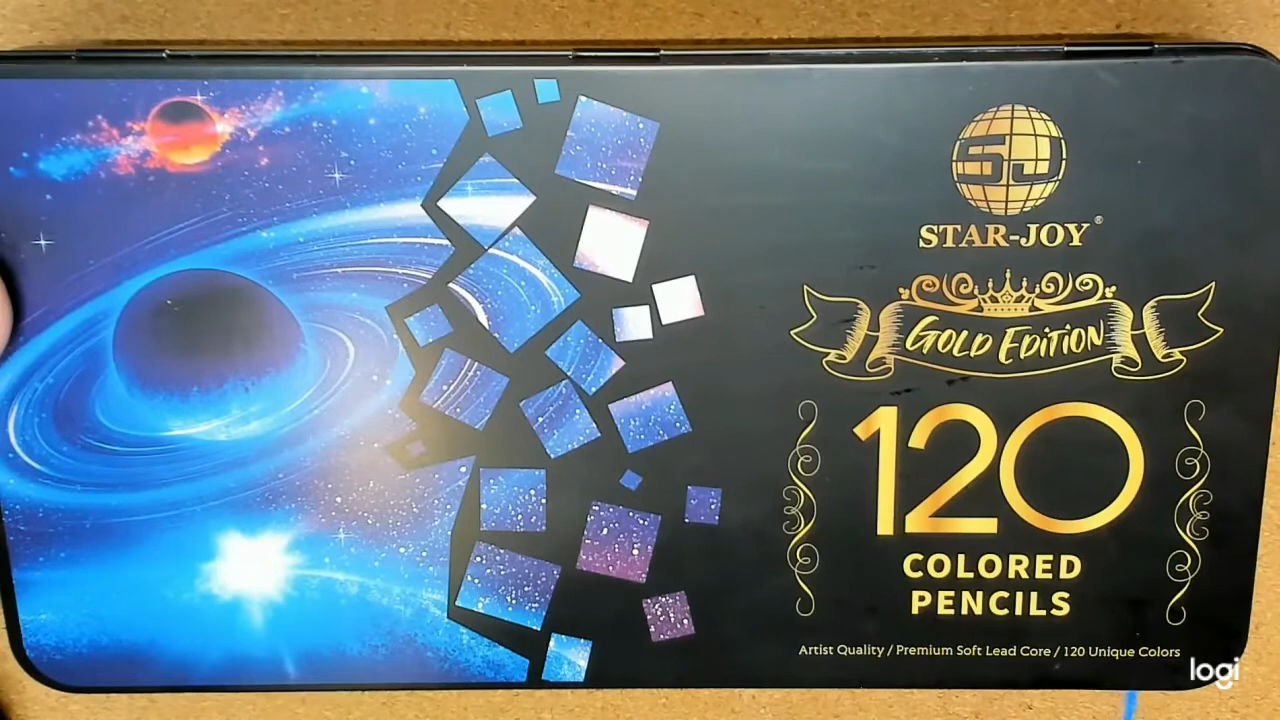 SJ
STAR-JOY®
GOLD EDITION
120
COLORED
PENCILS
Artist Quality / Premium Soft Lead Core / 120 Unique Colors
logi